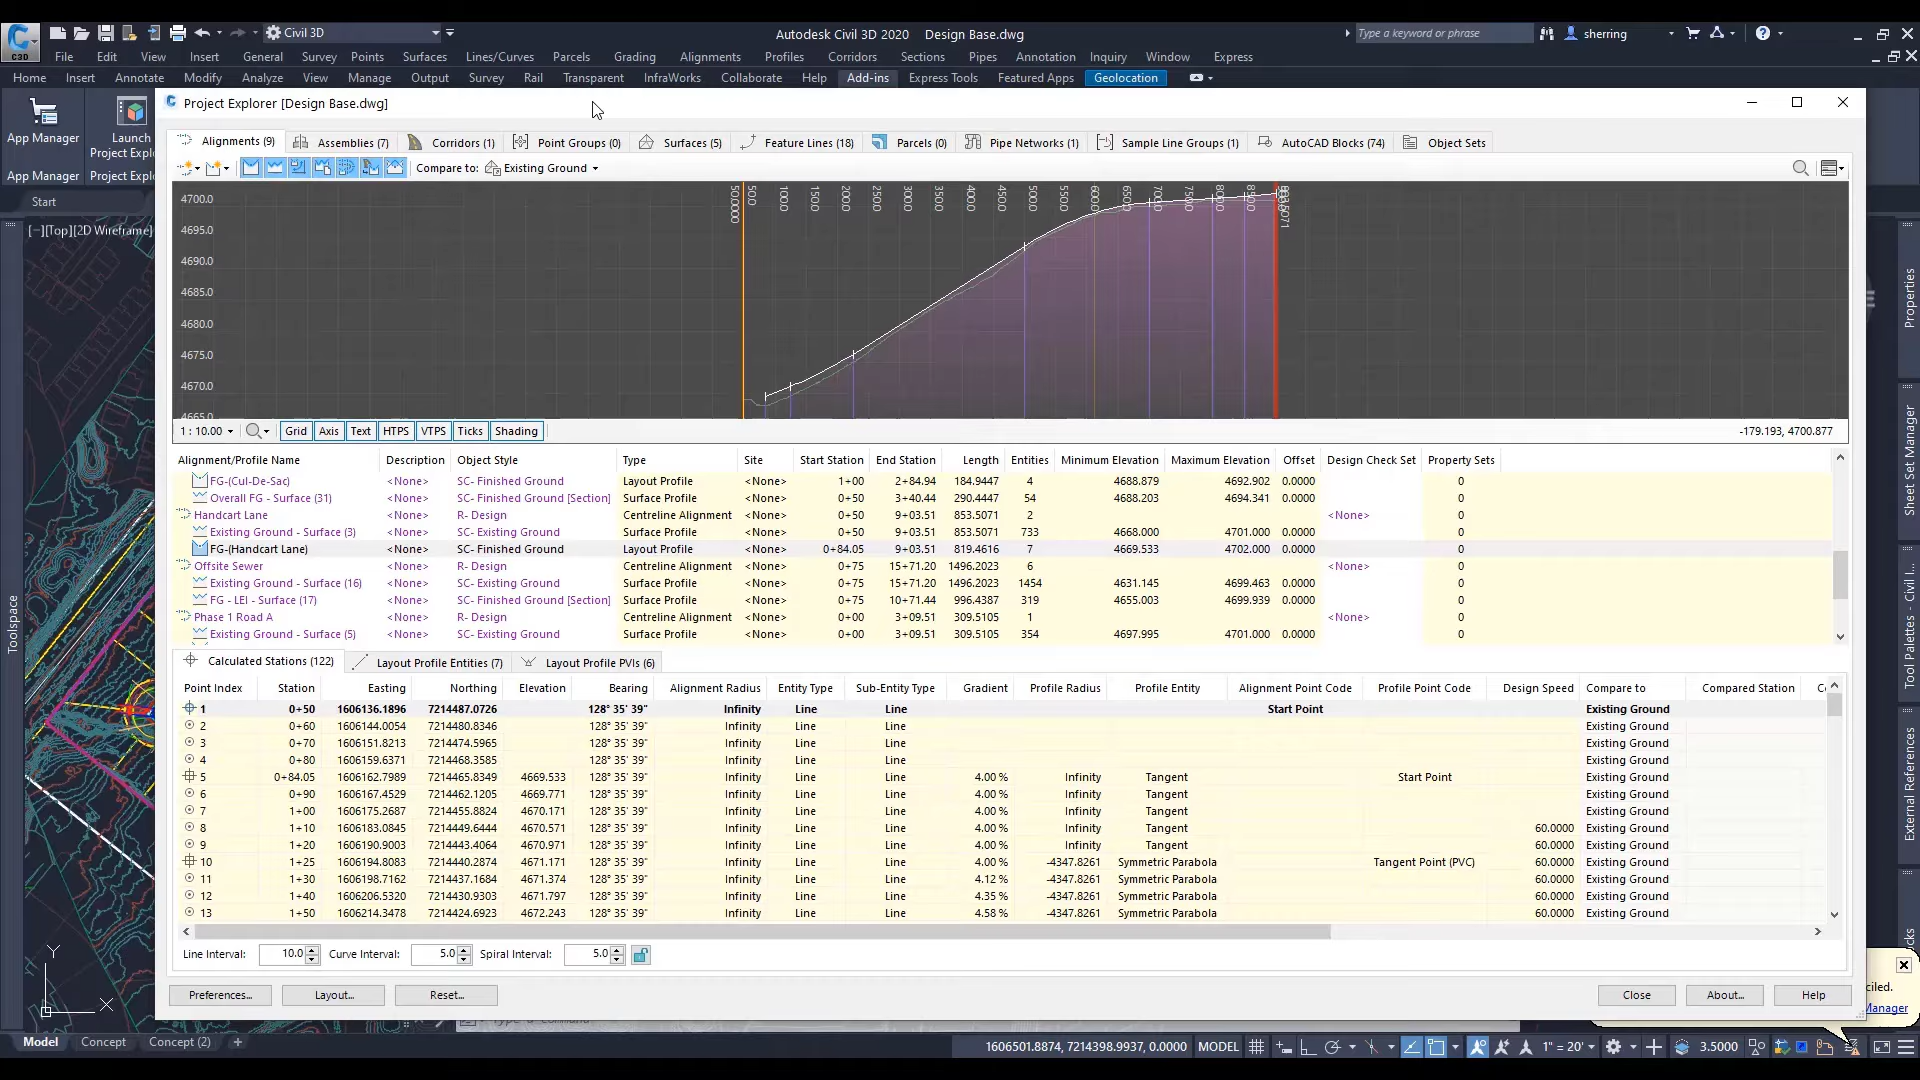 Civil 3D
Autodesk Civil 3D 2020 Design Base.dwg
Type a keyword or phrase
sherring
C3D
File Edit View Insert General Survey Points Surfaces Lines/Curves Parcels Grading Alignments Profiles Corridors Sections Pipes Annotation Inquiry Window Express
Home Insert Annotate Modify Analyze View Manage Output Survey Rail Transparent InfraWorks Collaborate Help Add-ins Express Tools Featured Apps Geolocation
App Manager
App Manager
Launch
Project Explo
Project Explor
Start
[−][Top][2D Wireframe]
Toolspace
Project Explorer [Design Base.dwg]
Alignments (9) Assemblies (7) Corridors (1) Point Groups (0) Surfaces (5) Feature Lines (18) Parcels (0) Pipe Networks (1) Sample Line Groups (1) AutoCAD Blocks (74) Object Sets
Compare to: Existing Ground
4700.0
4695.0
4690.0
4685.0
4680.0
4675.0
4670.0
4665.0
500 1000 1500 2000 2500 3000 3500 4000 4500 5000 5500 6000 6500 7000 7500 8000 8500
1 : 10.00 Grid Axis Text HTPS VTPS Ticks Shading -179.193, 4700.877
Alignment/Profile Name Description Object Style Type Site Start Station End Station Length Entities Minimum Elevation Maximum Elevation Offset Design Check Set Property Sets
FG-(Cul-De-Sac) <None> SC- Finished Ground Layout Profile <None> 1+00 2+84.94 184.9447 4 4688.879 4692.902 0.0000 0
Overall FG - Surface (31) <None> SC- Finished Ground [Section] Surface Profile <None> 0+50 3+40.44 290.4447 54 4688.203 4694.341 0.0000 0
Handcart Lane <None> R- Design Centreline Alignment <None> 0+50 9+03.51 853.5071 2 <None> 0
Existing Ground - Surface (3) <None> SC- Existing Ground Surface Profile <None> 0+50 9+03.51 853.5071 733 4668.000 4701.000 0.0000 0
FG-(Handcart Lane) <None> SC- Finished Ground Layout Profile <None> 0+84.05 9+03.51 819.4616 7 4669.533 4702.000 0.0000 0
Offsite Sewer <None> R- Design Centreline Alignment <None> 0+75 15+71.20 1496.2023 6 <None> 0
Existing Ground - Surface (16) <None> SC- Existing Ground Surface Profile <None> 0+75 15+71.20 1496.2023 1454 4631.145 4699.463 0.0000 0
FG - LEI - Surface (17) <None> SC- Finished Ground [Section] Surface Profile <None> 0+75 10+71.44 996.4387 319 4655.003 4699.939 0.0000 0
Phase 1 Road A <None> R- Design Centreline Alignment <None> 0+00 3+09.51 309.5105 1 <None> 0
Existing Ground - Surface (5) <None> SC- Existing Ground Surface Profile <None> 0+00 3+09.51 309.5105 354 4697.995 4701.000 0.0000 0
Calculated Stations (122) Layout Profile Entities (7) Layout Profile PVIs (6)
Point Index Station Easting Northing Elevation Bearing Alignment Radius Entity Type Sub-Entity Type Gradient Profile Radius Profile Entity Alignment Point Code Profile Point Code Design Speed Compare to Compared Station
1 0+50 1606136.1896 7214487.0726 128° 35' 39" Infinity Line Line Start Point Existing Ground
2 0+60 1606144.0054 7214480.8346 128° 35' 39" Infinity Line Line Existing Ground
3 0+70 1606151.8213 7214474.5965 128° 35' 39" Infinity Line Line Existing Ground
4 0+80 1606159.6371 7214468.3585 128° 35' 39" Infinity Line Line Existing Ground
5 0+84.05 1606162.7989 7214465.8349 4669.533 128° 35' 39" Infinity Line Line 4.00 % Infinity Tangent Start Point Existing Ground
6 0+90 1606167.4529 7214462.1205 4669.771 128° 35' 39" Infinity Line Line 4.00 % Infinity Tangent Existing Ground
7 1+00 1606175.2687 7214455.8824 4670.171 128° 35' 39" Infinity Line Line 4.00 % Infinity Tangent Existing Ground
8 1+10 1606183.0845 7214449.6444 4670.571 128° 35' 39" Infinity Line Line 4.00 % Infinity Tangent 60.0000 Existing Ground
9 1+20 1606190.9003 7214443.4064 4670.971 128° 35' 39" Infinity Line Line 4.00 % Infinity Tangent 60.0000 Existing Ground
10 1+25 1606194.8083 7214440.2874 4671.171 128° 35' 39" Infinity Line Line 4.00 % -4347.8261 Symmetric Parabola Tangent Point (PVC) 60.0000 Existing Ground
11 1+30 1606198.7162 7214437.1684 4671.374 128° 35' 39" Infinity Line Line 4.12 % -4347.8261 Symmetric Parabola 60.0000 Existing Ground
12 1+40 1606206.5320 7214430.9303 4671.797 128° 35' 39" Infinity Line Line 4.35 % -4347.8261 Symmetric Parabola 60.0000 Existing Ground
13 1+50 1606214.3478 7214424.6923 4672.243 128° 35' 39" Infinity Line Line 4.58 % -4347.8261 Symmetric Parabola 60.0000 Existing Ground
Line Interval: 10.0 Curve Interval: 5.0 Spiral Interval: 5.0
Preferences... Layout... Reset... Close About... Help
Properties
Sheet Set Manager
Tool Palettes - Civil I...
External References
ciled.
Manager
Y
X
Type a command
Model Concept Concept (2) +
1606501.8874, 7214398.9937, 0.0000 MODEL 1" = 20' 3.5000